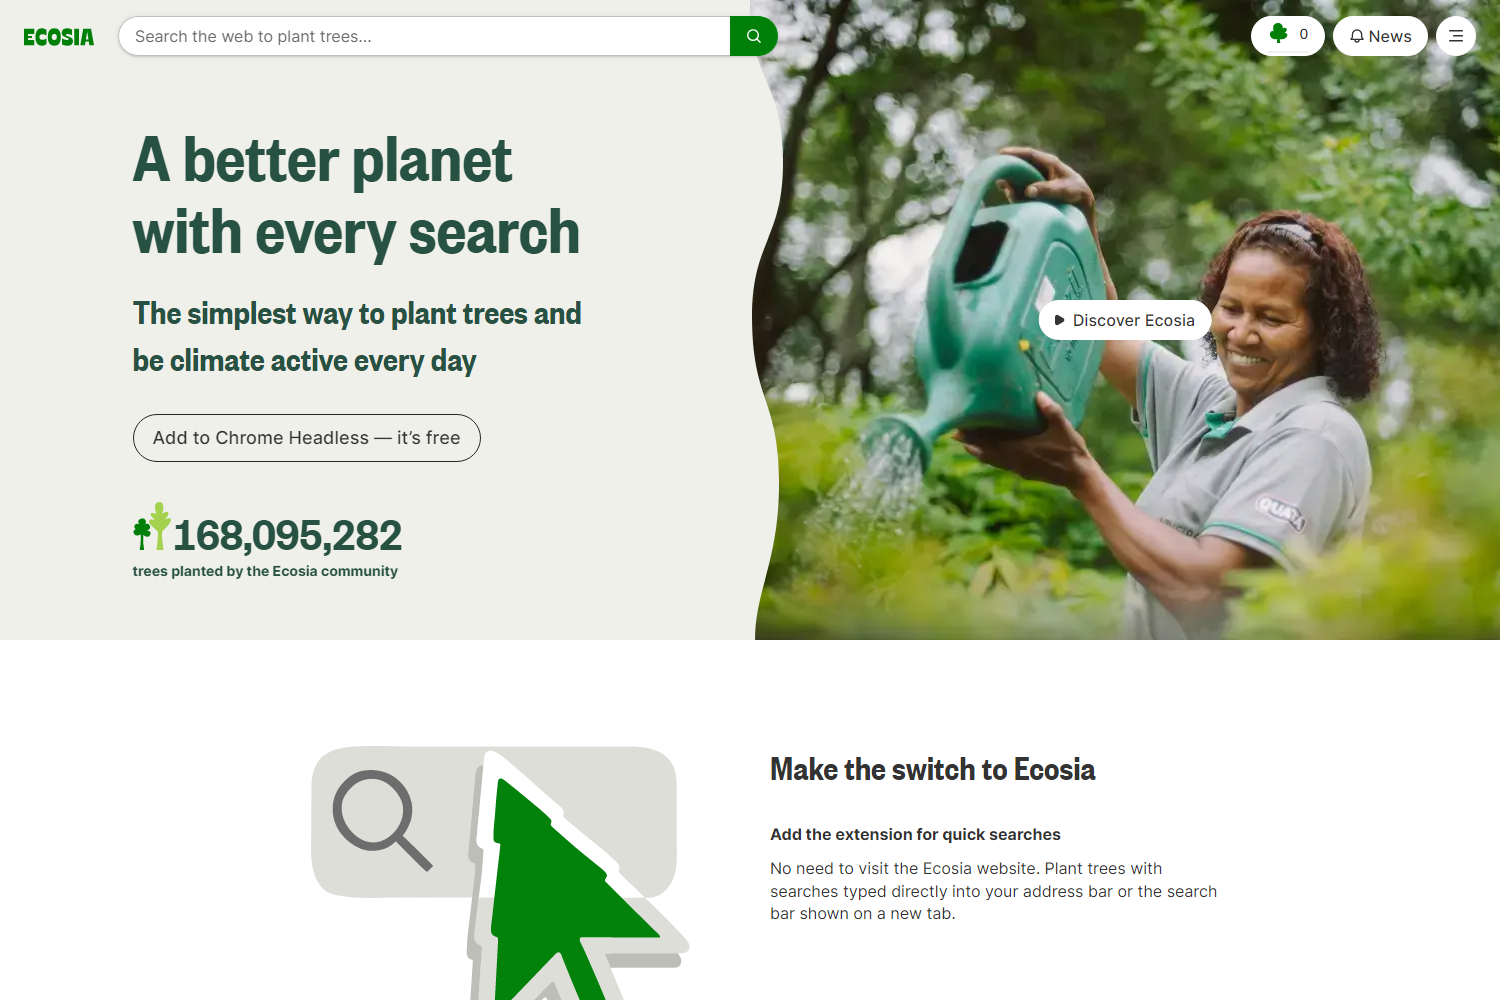 ECOSIA
Search the web to plant trees...
0
News
A better planet
with every search
The simplest way to plant trees and
be climate active every day
Add to Chrome Headless — it’s free
168,095,282
trees planted by the Ecosia community
Discover Ecosia
Make the switch to Ecosia
Add the extension for quick searches
No need to visit the Ecosia website. Plant trees with
searches typed directly into your address bar or the search
bar shown on a new tab.